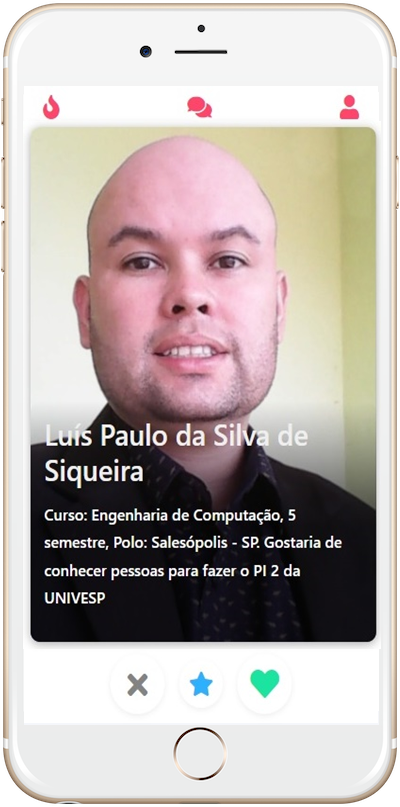 Luís Paulo da Silva de
Siqueira
Curso: Engenharia de Computação, 5
semestre, Polo: Salesópolis - SP. Gostaria de
conhecer pessoas para fazer o PI 2 da
UNIVESP